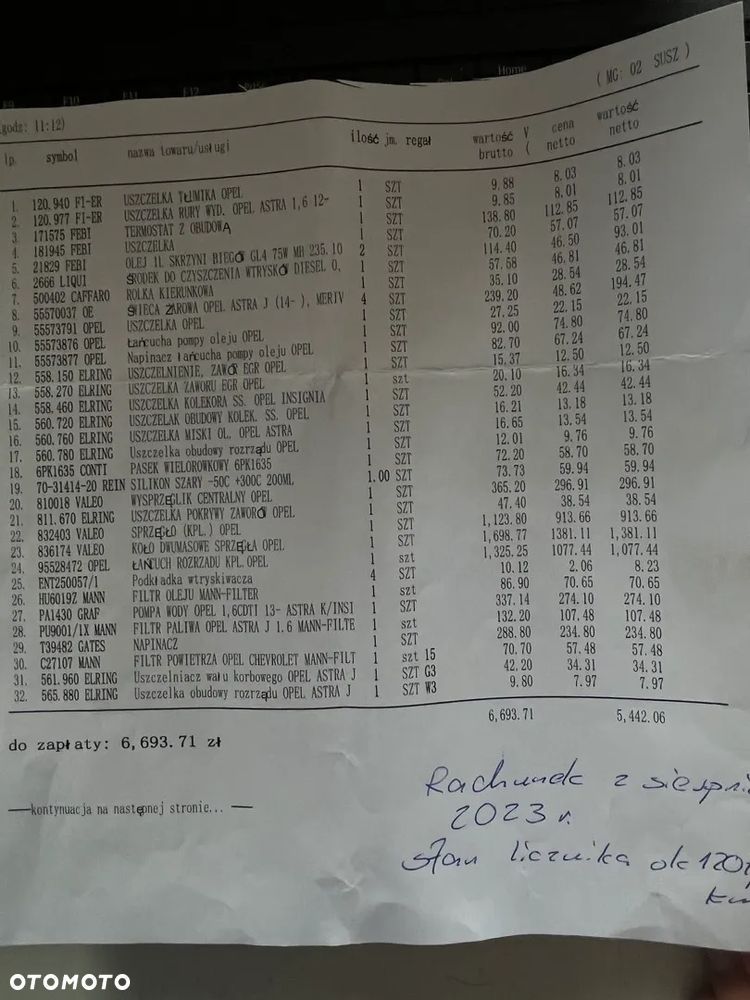 Home
F9 F10 F11 F12
(godz: 11:12)
( MG: 02 SUSZ )
lp. symbol nazwa towaru/usługi ilość jm. regał wartość brutto V ( cena netto wartość netto
1. 120.940 F1-ER USZCZELKA TŁUMIKA OPEL 1 SZT 9.88 8.03 8.03
2. 120.977 F1-ER USZCZELKA RURY WYD. OPEL ASTRA 1,6 12- 1 SZT 9.85 8.01 8.01
3. 171575 FEBI TERMOSTAT Z OBUDOWĄ 1 SZT 138.80 112.85 112.85
4. 181945 FEBI USZCZELKA 1 SZT 70.20 57.07 57.07
5. 21829 FEBI OLEJ 1L SKRZYNI BIEGÓW GL4 75W MB 235.10 2 SZT 114.40 46.50 93.01
6. 2666 LIQUI ŚRODEK DO CZYSZCZENIA WTRYSKÓW DIESEL 0, 1 SZT 57.58 46.81 46.81
7. 500402 CAFFARO ROLKA KIERUNKOWA 1 SZT 35.10 28.54 28.54
8. 55570037 OE ŚWIECA ŻAROWA OPEL ASTRA J (14- ), MERIV 4 SZT 239.20 48.62 194.47
9. 55573791 OPEL USZCZELKA OPEL 1 SZT 27.25 22.15 22.15
10. 55573876 OPEL Łańcucha pompy oleju OPEL 1 SZT 92.00 74.80 74.80
11. 55573877 OPEL Napinacz łańcucha pompy oleju OPEL 1 SZT 82.70 67.24 67.24
12. 558.150 ELRING USZCZELNIENIE, ZAWÓR EGR OPEL 1 SZT 15.37 12.50 12.50
13. 558.270 ELRING USZCZELKA ZAWORU EGR OPEL 1 szt 20.10 16.34 16.34
14. 558.460 ELRING USZCZELKA KOLEKORA SS. OPEL INSIGNIA 1 SZT 52.20 42.44 42.44
15. 560.720 ELRING USZCZELAK OBUDOWY KOLEK. SS. OPEL 1 SZT 16.21 13.18 13.18
16. 560.760 ELRING USZCZELKA MISKI OL. OPEL ASTRA 1 SZT 16.65 13.54 13.54
17. 560.780 ELRING Uszczelka obudowy rozrządu OPEL 1 SZT 12.01 9.76 9.76
18. 6PK1635 CONTI PASEK WIELOROWKOWY 6PK1635 1 SZT 72.20 58.70 58.70
19. 70-31414-20 REIN SILIKON SZARY -50C +300C 200ML 1.00 SZT 73.73 59.94 59.94
20. 810018 VALEO WYSPRZĘGLIK CENTRALNY OPEL 1 SZT 365.20 296.91 296.91
21. 811.670 ELRING USZCZELKA POKRYWY ZAWORÓW OPEL 1 SZT 47.40 38.54 38.54
22. 832403 VALEO SPRZĘGŁO (KPL.) OPEL 1 SZT 1,123.80 913.66 913.66
23. 836174 VALEO KOŁO DWUMASOWE SPRZĘGŁA OPEL 1 SZT 1,698.77 1381.11 1,381.11
24. 95528472 OPEL ŁAŃCUCH ROZRZADU KPL.OPEL 1 SZT 1,325.25 1077.44 1,077.44
25. ENT250057/1 Podkładka wtryskiwacza 4 szt 10.12 2.06 8.23
26. HU6019Z MANN FILTR OLEJU MANN-FILTER 1 SZT 86.90 70.65 70.65
27. PA1430 GRAF POMPA WODY OPEL 1,6CDTI 13- ASTRA K/INSI 1 SZT 337.14 274.10 274.10
28. PU9001/1X MANN FILTR PALIWA OPEL ASTRA J 1.6 MANN-FILTE 1 SZT 132.20 107.48 107.48
29. T39482 GATES NAPINACZ 1 SZT 288.80 234.80 234.80
30. C27107 MANN FILTR POWIETRZA OPEL CHEVROLET MANN-FILT 1 szt 15 70.70 57.48 57.48
31. 561.960 ELRING Uszczelniacz wału korbowego OPEL ASTRA J 1 SZT G3 42.20 34.31 34.31
32. 565.880 ELRING Uszczelka obudowy rozrządu OPEL ASTRA J 1 SZT W3 9.80 7.97 7.97
6,693.71 5,442.06
do zapłaty: 6,693.71 zł
——kontynuacja na następnej stronie... ——
Rachunek z sierpni
2023 r.
stan licznika ok 120
km
OTOMOTO